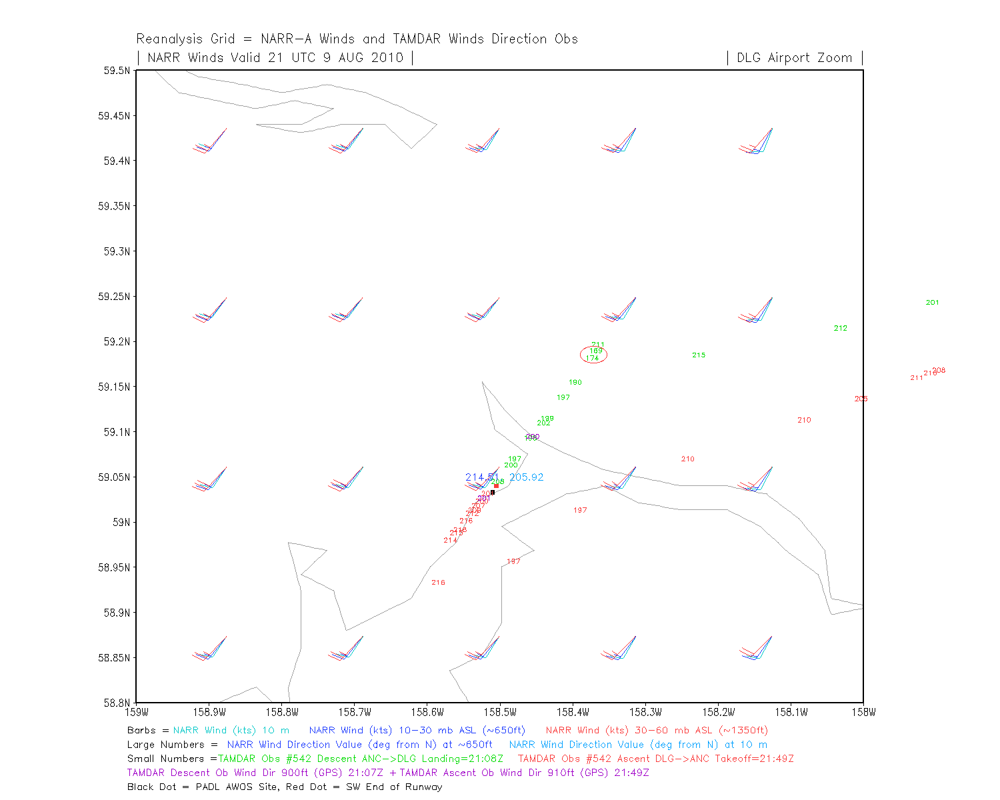 Reanalysis Grid = NARR-A Winds and TAMDAR Winds Direction Obs
| NARR Winds Valid 21 UTC 9 AUG 2010 | | DLG Airport Zoom |
59.5N
59.45N
59.4N
59.35N
59.3N
59.25N
201
212
59.2N
211
189
174
215
208
210
211
59.15N
190
197
205
210
59.1N
199
202
200
197
210
200
59.05N
214.51 205.92
201
200
207
197
212
59N
216
214
58.95N
197
216
58.9N
58.85N
58.8N
159W 158.9W 158.8W 158.7W 158.6W 158.5W 158.4W 158.3W 158.2W 158.1W 158W
Barbs = NARR Wind (kts) 10 m NARR Wind (kts) 10-30 mb ASL (~650ft) NARR Wind (kts) 30-60 mb ASL (~1350ft)
Large Numbers = NARR Wind Direction Value (deg from N) at ~650ft NARR Wind Direction Value (deg from N) at 10 m
Small Numbers =TAMDAR Obs #542 Descent ANC->DLG Landing=21:08Z TAMDAR Obs #542 Ascent DLG->ANC Takeoff=21:49Z
TAMDAR Descent Ob Wind Dir 900ft (GPS) 21:07Z + TAMDAR Ascent Ob Wind Dir 910ft (GPS) 21:49Z
Black Dot = PADL AWOS Site, Red Dot = SW End of Runway